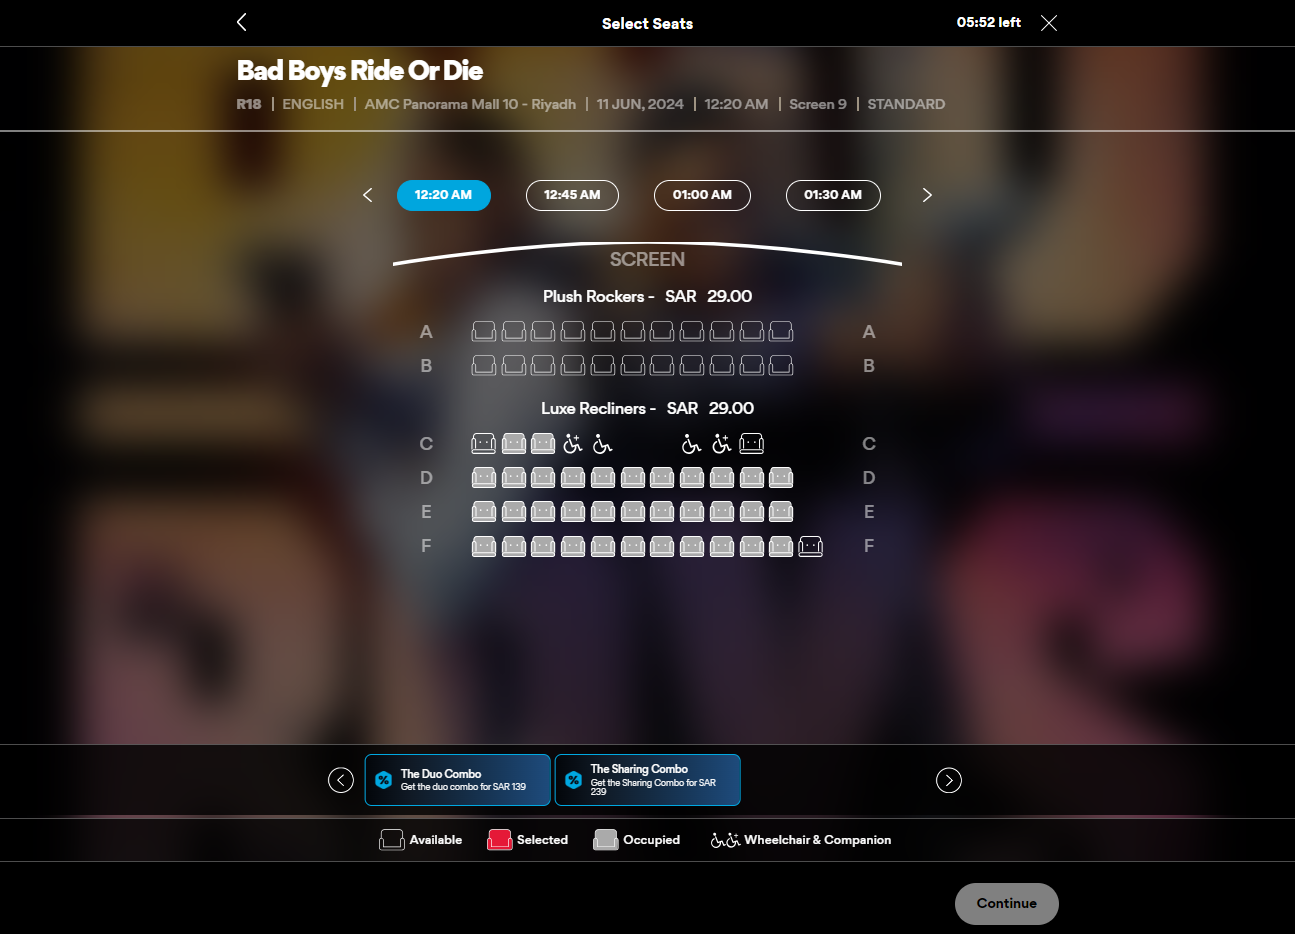 Select Seats
05:52 left
Bad Boys Ride Or Die
R18 | ENGLISH | AMC Panorama Mall 10 - Riyadh | 11 JUN, 2024 | 12:20 AM | Screen 9 | STANDARD
12:20 AM 12:45 AM 01:00 AM 01:30 AM
SCREEN
Plush Rockers - SAR 29.00
A A
B B
Luxe Recliners - SAR 29.00
C C
D D
E E
F F
The Duo Combo
Get the duo combo for SAR 139
The Sharing Combo
Get the Sharing Combo for SAR
239
Available Selected Occupied Wheelchair & Companion
Continue